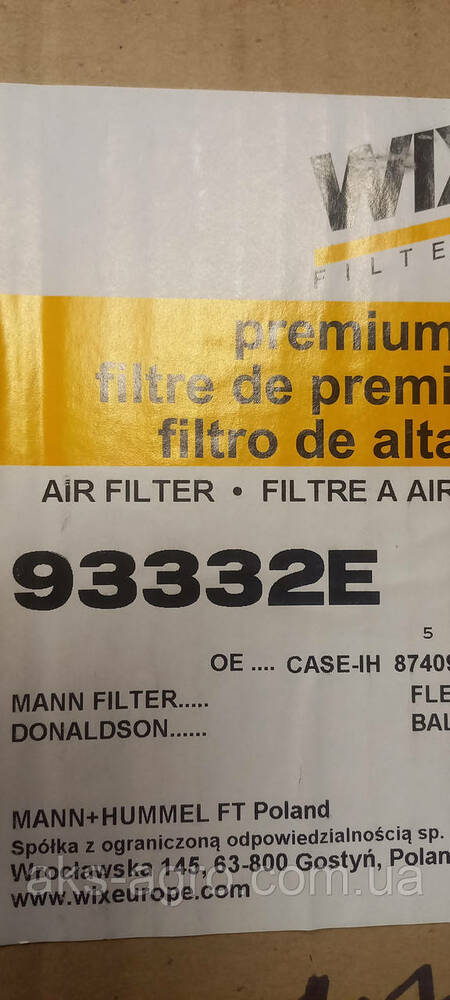 WIX
FILTE
premium
filtre de premi
filtro de alta
AIR FILTER • FILTRE A AIR
93332E
5
OE .... CASE-IH 87409
MANN FILTER..... FLE
DONALDSON...... BAL
MANN+HUMMEL FT Poland
Spółka z ograniczoną odpowiedzialnością sp.
Wrocławska 145, 63-800 Gostyń, Polan
aks-agro.com.ua
www.wixeurope.com